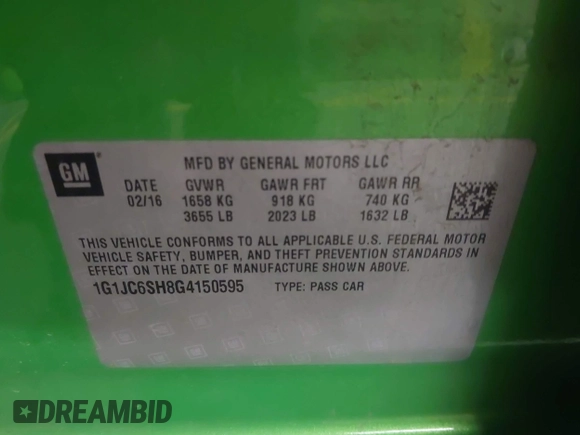 GM
MFD BY GENERAL MOTORS LLC
DATE GVWR GAWR FRT GAWR RR
02/16 1658 KG 918 KG 740 KG
3655 LB 2023 LB 1632 LB
THIS VEHICLE CONFORMS TO ALL APPLICABLE U.S. FEDERAL MOTOR
VEHICLE SAFETY, BUMPER, AND THEFT PREVENTION STANDARDS IN
EFFECT ON THE DATE OF MANUFACTURE SHOWN ABOVE.
1G1JC6SH8G4150595 TYPE: PASS CAR
DREAMBID